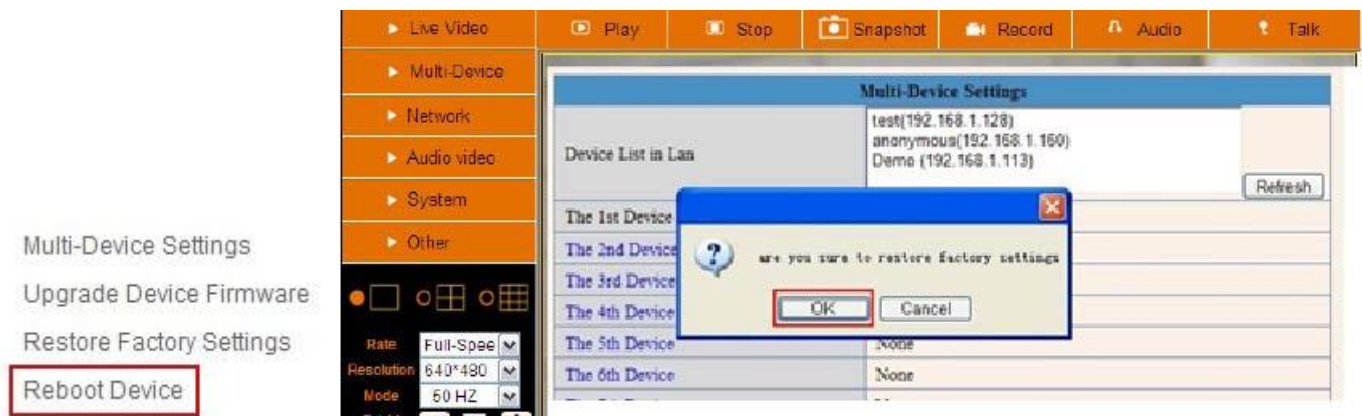 Multi-Device Settings
Upgrade Device Firmware
Restore Factory Settings
Reboot Device
Live Video
Multi-Device
Network
Audio video
System
Other
Rate Full-Spee
Resolution 640*480
Mode 50 HZ
Play Stop Snapshot Record Audio Talk
Multi-Device Settings
Device List in Lan
test(192.168.1.128)
anonymous(192.168.1.160)
Demo (192.168.1.113)
Refresh
The 1st Device
The 2nd Device
The 3rd Device
The 4th Device
The 5th Device None
The 6th Device None
are you sure to restore factory settings
OK Cancel